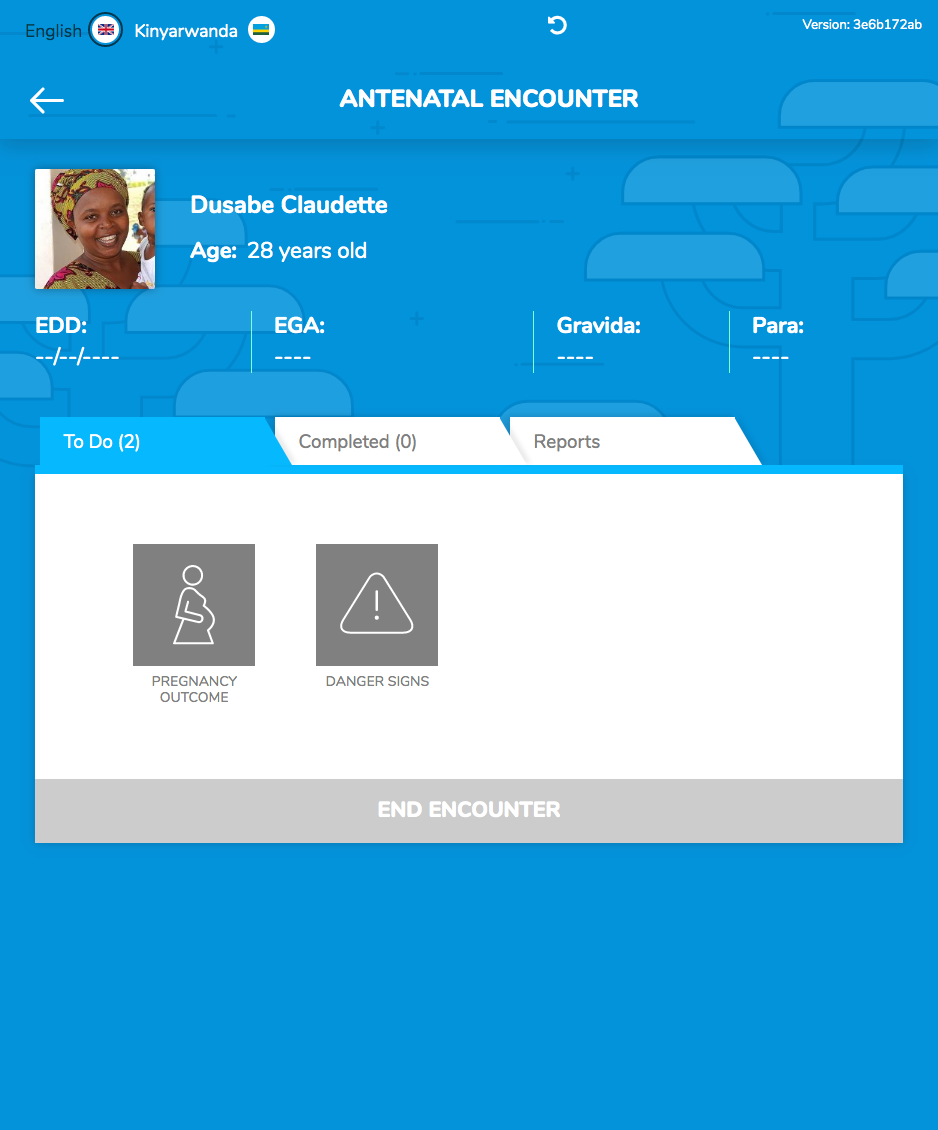 English Kinyarwanda Version: 3e6b172ab
ANTENATAL ENCOUNTER
Dusabe Claudette
Age: 28 years old
EDD: EGA: Gravida: Para:
--/--/---- ---- ---- ----
To Do (2) Completed (0) Reports
PREGNANCY DANGER SIGNS
OUTCOME
END ENCOUNTER